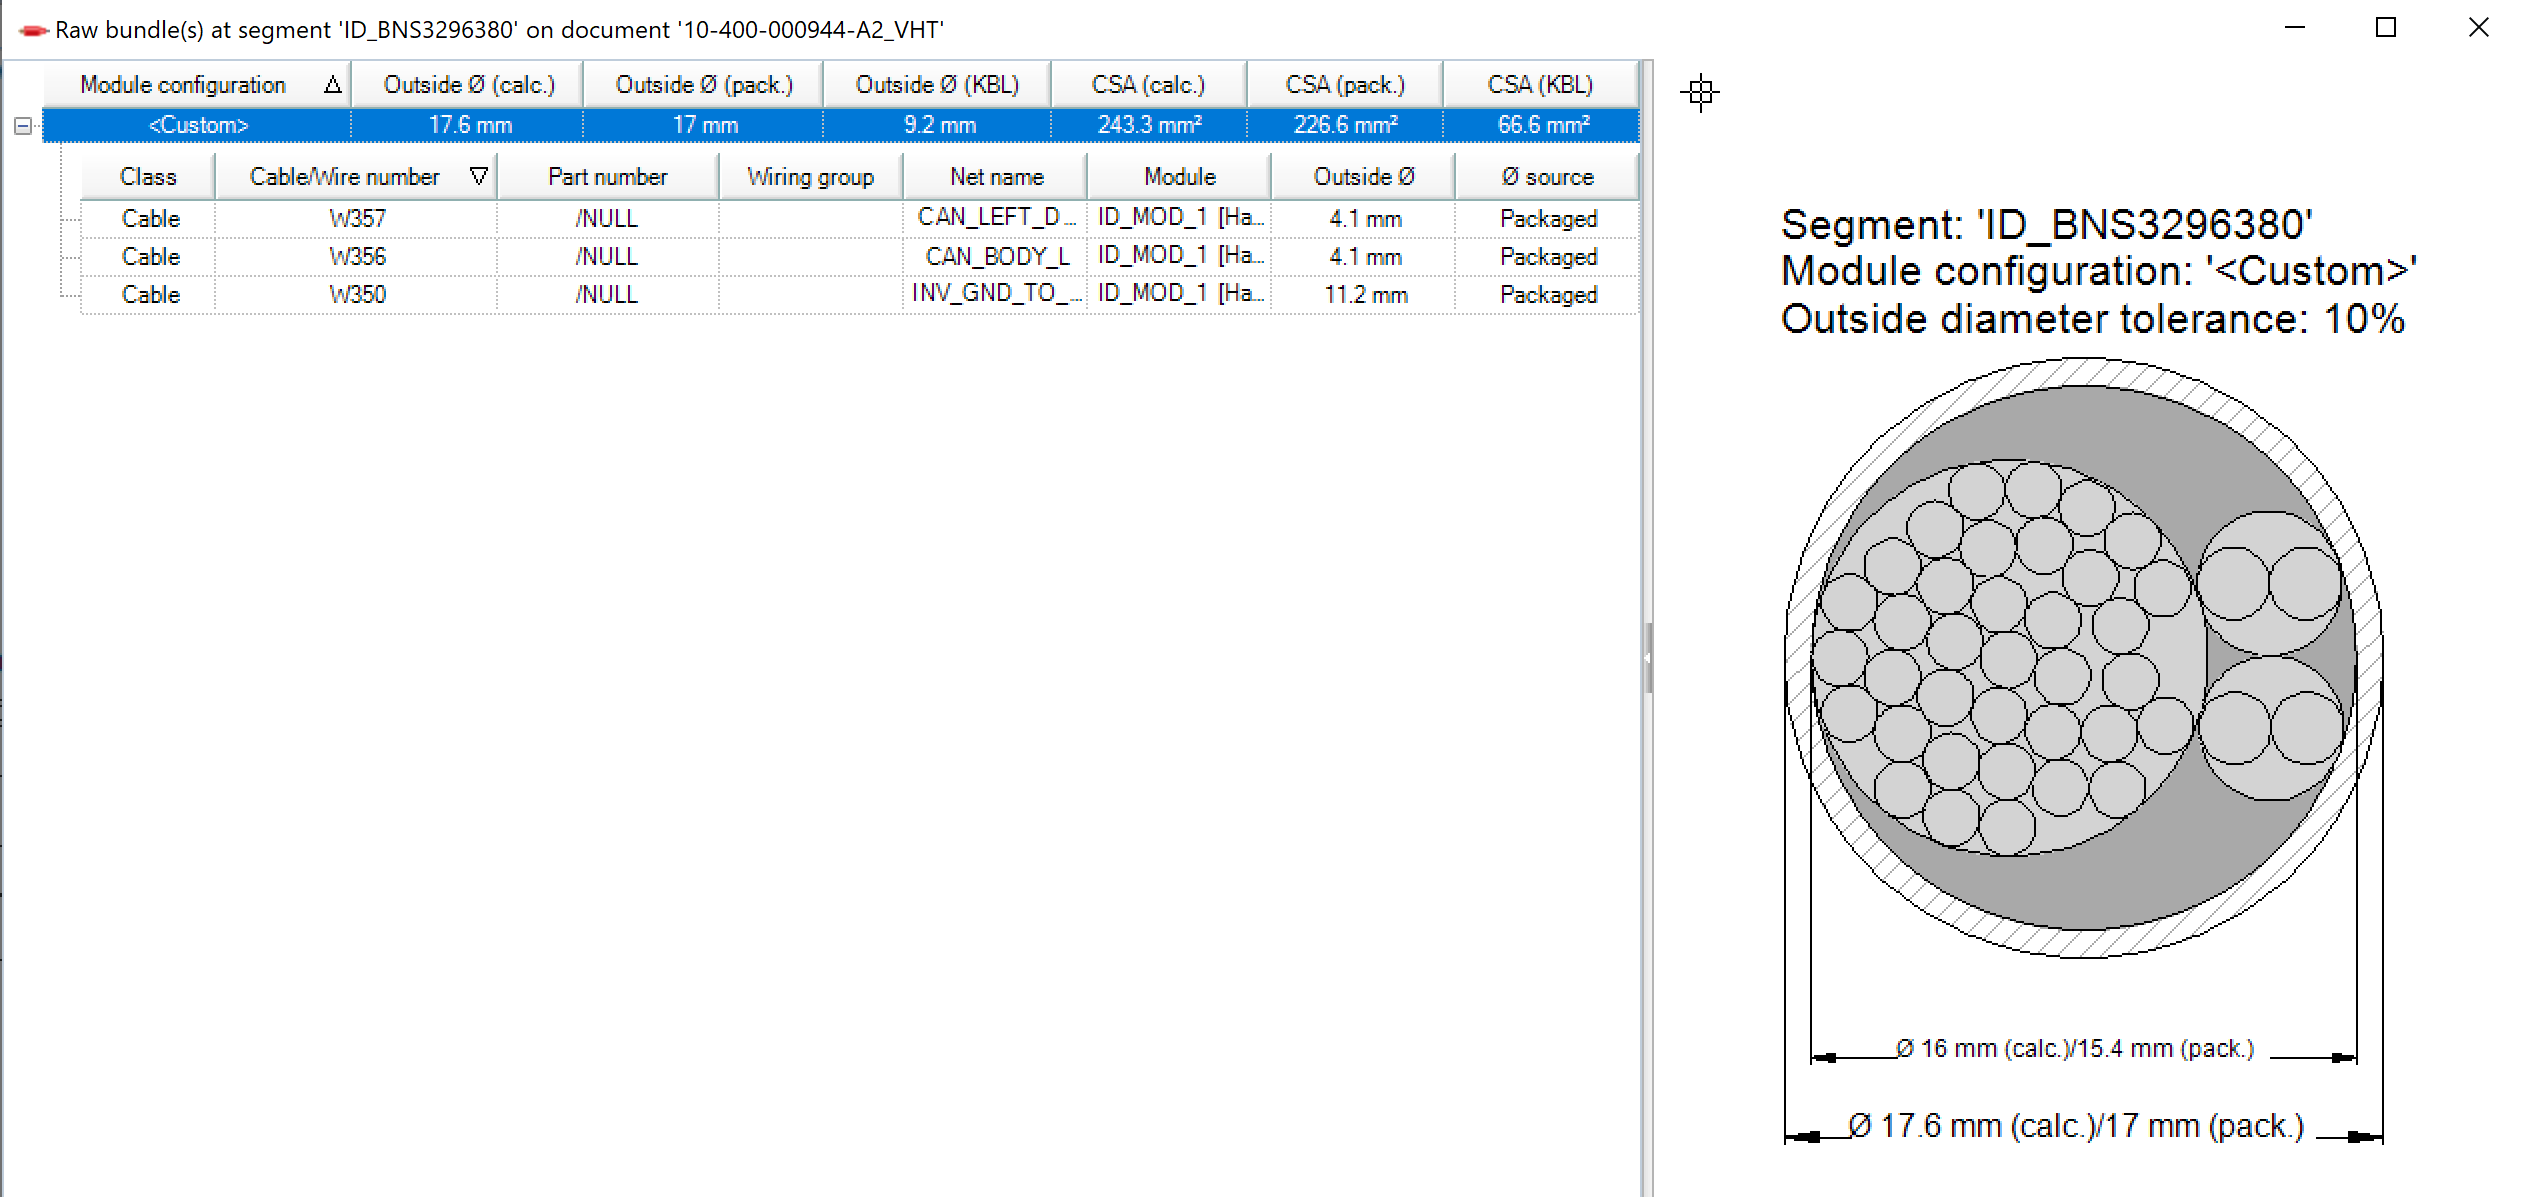 Raw bundle(s) at segment 'ID_BNS3296380' on document '10-400-000944-A2_VHT'
Module configuration Outside Ø (calc.) Outside Ø (pack.) Outside Ø (KBL) CSA (calc.) CSA (pack.) CSA (KBL)
<Custom> 17.6 mm 17 mm 9.2 mm 243.3 mm² 226.6 mm² 66.6 mm²
Class Cable/Wire number Part number Wiring group Net name Module Outside Ø Ø source
Cable W357 /NULL CAN_LEFT_D... ID_MOD_1 [Ha... 4.1 mm Packaged
Cable W356 /NULL CAN_BODY_L ID_MOD_1 [Ha... 4.1 mm Packaged
Cable W350 /NULL INV_GND_TO_... ID_MOD_1 [Ha... 11.2 mm Packaged
Segment: 'ID_BNS3296380'
Module configuration: '<Custom>'
Outside diameter tolerance: 10%
Ø 16 mm (calc.)/15.4 mm (pack.)
Ø 17.6 mm (calc.)/17 mm (pack.)